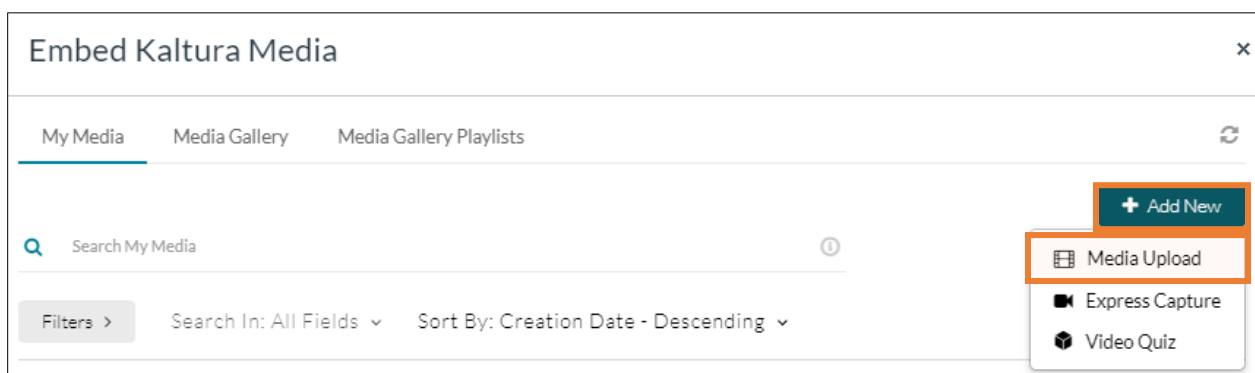 Embed Kaltura Media
My Media Media Gallery Media Gallery Playlists
Add New
Search My Media
Media Upload
Express Capture
Filters Search In: All Fields Sort By: Creation Date - Descending
Video Quiz